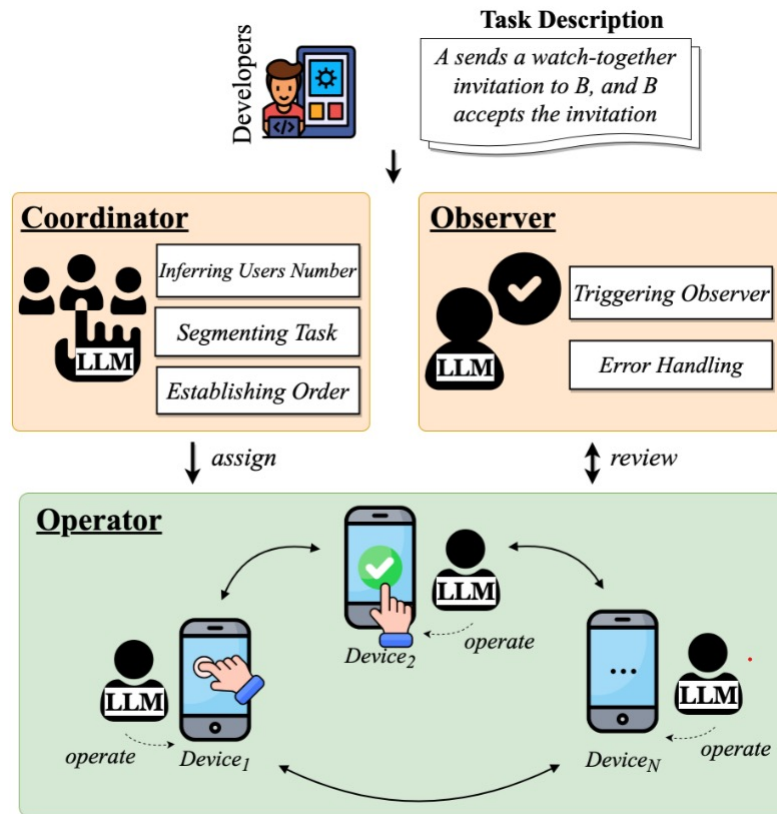 Developers
Task Description
A sends a watch-together
invitation to B, and B
accepts the invitation
Coordinator
LLM
Inferring Users Number
Segmenting Task
Establishing Order
Observer
LLM
Triggering Observer
Error Handling
assign
review
Operator
LLM
operate
Device1
LLM
operate
Device2
...
LLM
operate
DeviceN